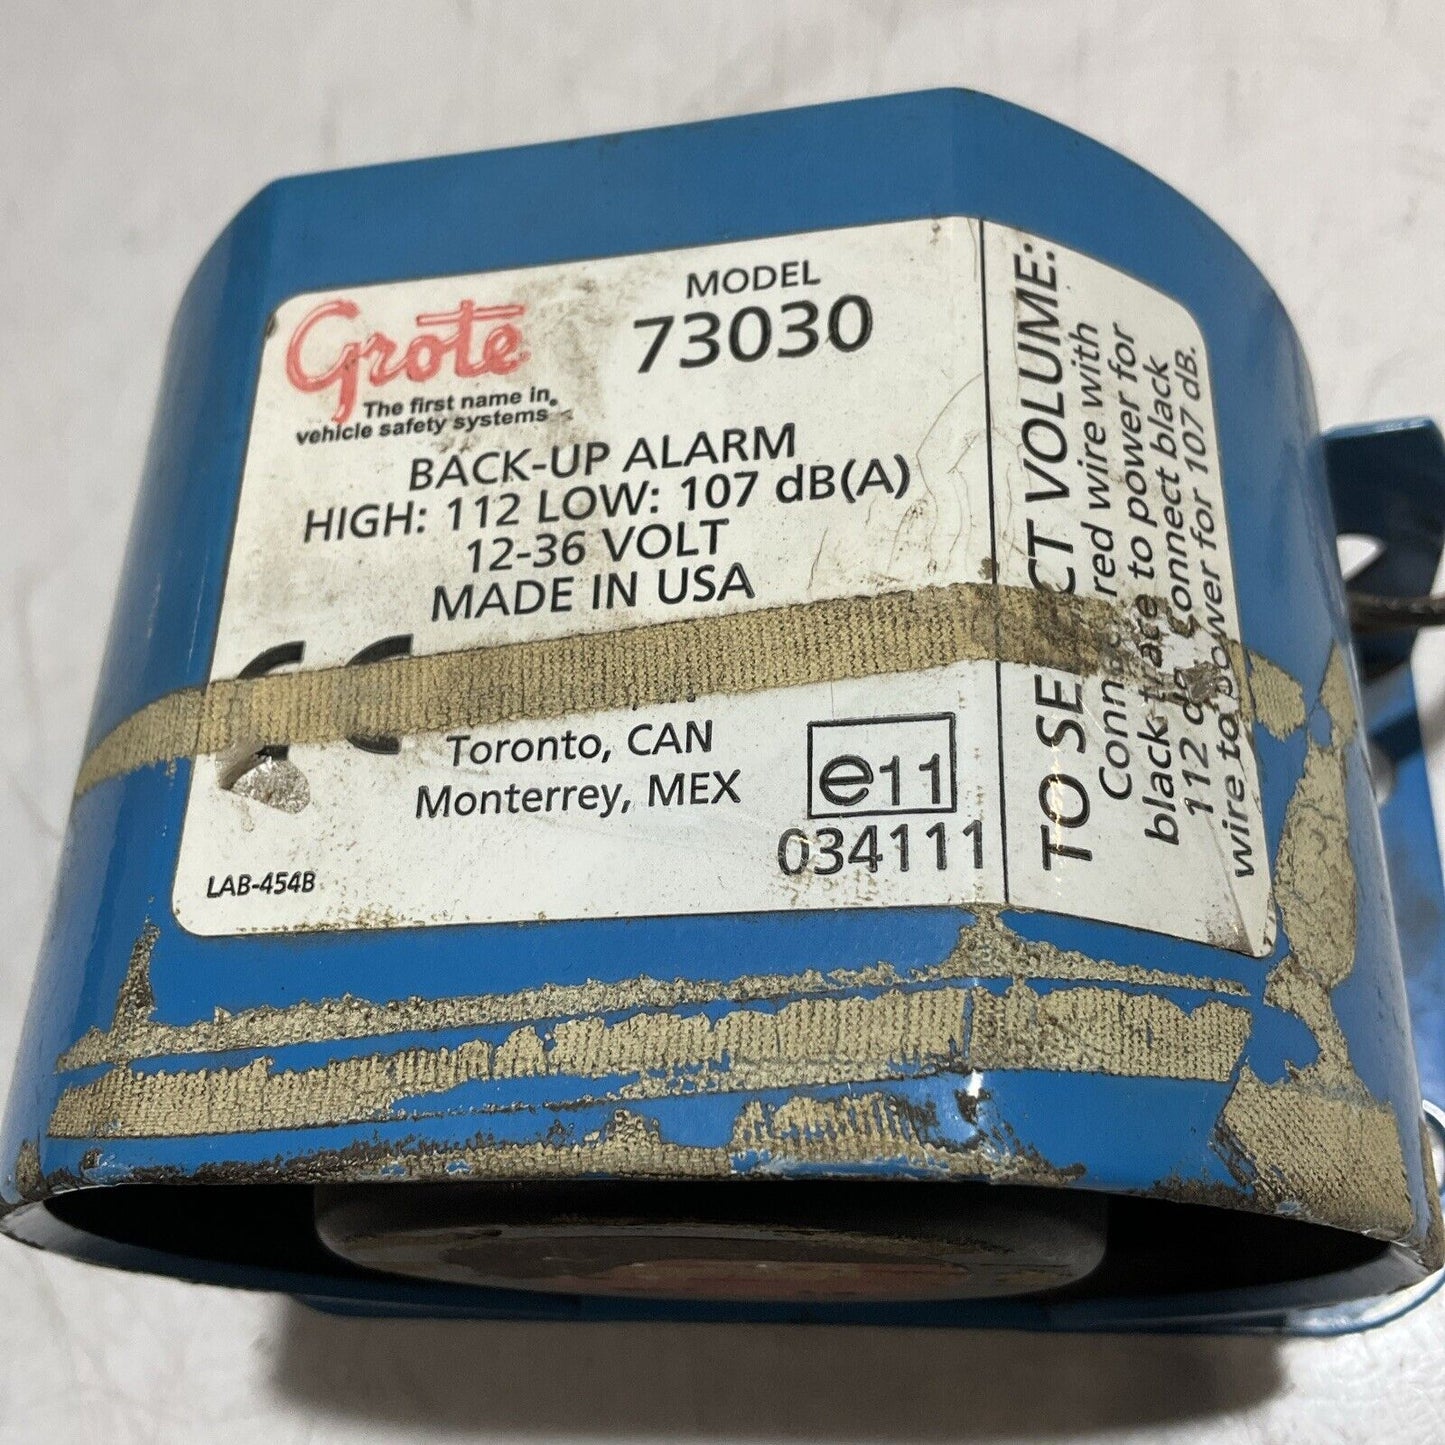 Grote
The first name in
vehicle safety systems
MODEL
73030
BACK-UP ALARM
HIGH: 112 LOW: 107 dB(A)
12-36 VOLT
MADE IN USA
CE
Toronto, CAN
Monterrey, MEX
e11
034111
LAB-454B
TO SE CT VOLUME:
Conn red wire with
black to power for
112 connect black
wire to power for 107 dB.